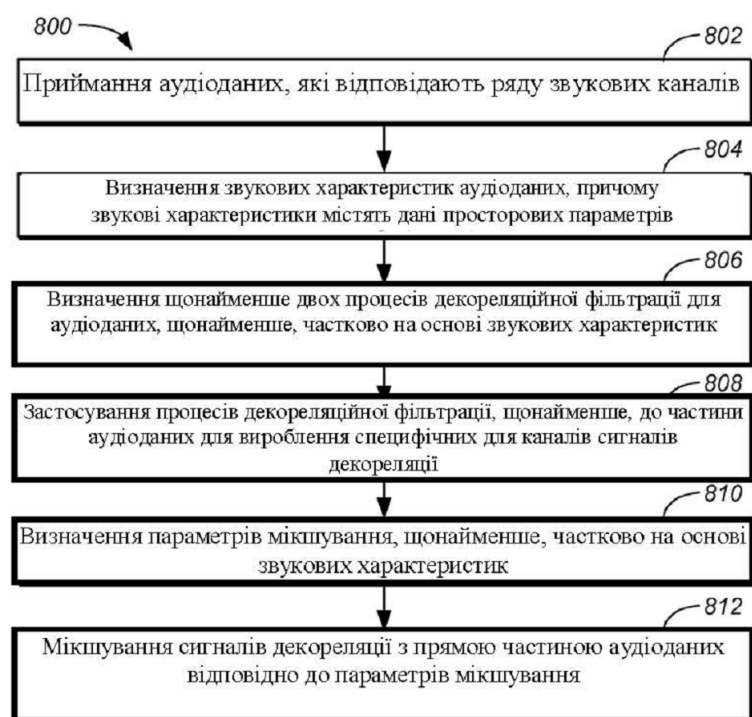 800
802
Приймання аудіоданих, які відповідають ряду звукових каналів
804
Визначення звукових характеристик аудіоданих, причому
звукові характеристики містять дані просторових параметрів
806
Визначення щонайменше двох процесів декореляційної фільтрації для
аудіоданих, щонайменше, частково на основі звукових характеристик
808
Застосування процесів декореляційної фільтрації, щонайменше, до частини
аудіоданих для вироблення специфічних для каналів сигналів
декореляції
810
Визначення параметрів мікшування, щонайменше, частково на основі
звукових характеристик
812
Мікшування сигналів декореляції з прямою частиною аудіоданих
відповідно до параметрів мікшування